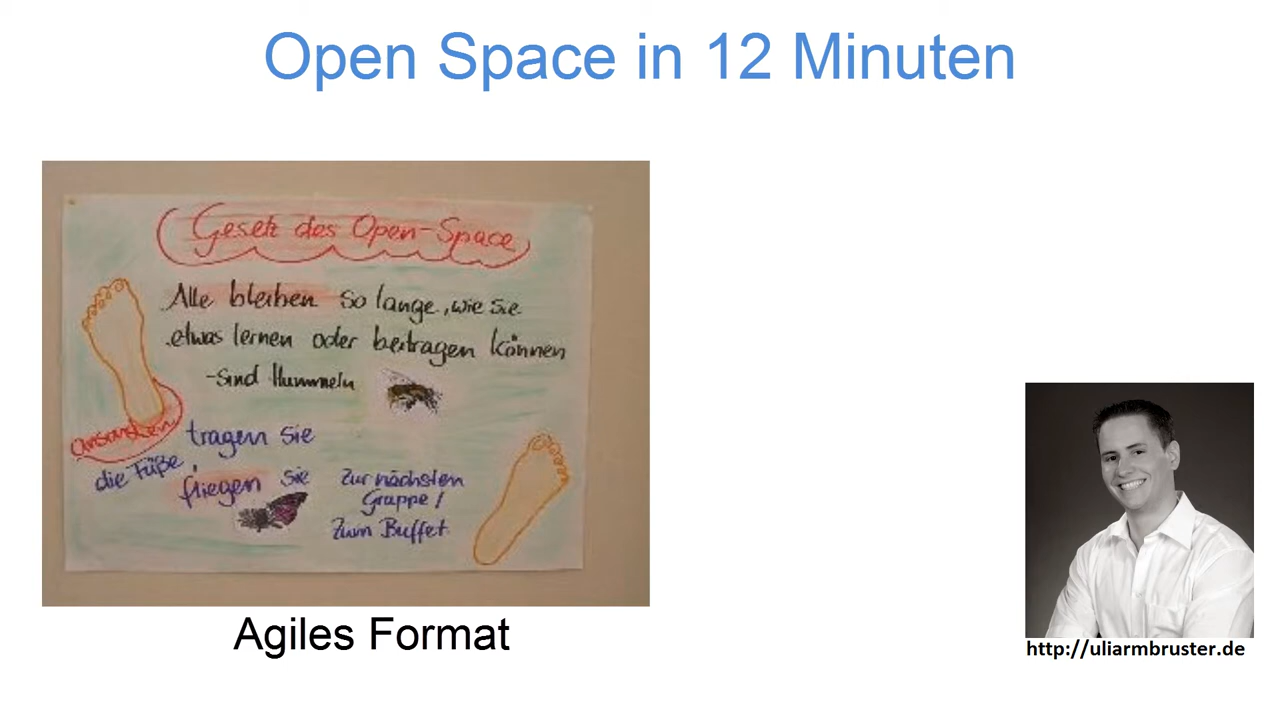 Open Space in 12 Minuten
Gesetz des Open-Space
Alle bleiben so lange, wie sie
etwas lernen oder beitragen können
- sind Hummeln
ansonsten tragen sie
die Füße
fliegen sie
zur nächsten
Gruppe!
Zum Buffet
Agiles Format
http://uliarmbruster.de